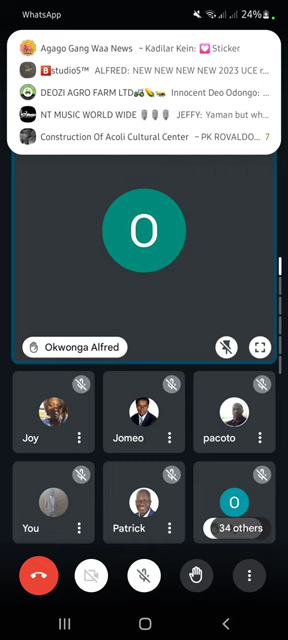 WhatsApp
24%
Agago Gang Waa News ~ Kadilar Kein: 💟 Sticker
🅱studio5™ ALFRED: NEW NEW NEW NEW 2023 UCE r...
DEOZI AGRO FARM LTD🚜🌽🐝 Innocent Deo Odongo: ...
NT MUSIC WORLD WIDE 🎙🎙🎙 JEFFY: Yaman but wh...
Construction Of Acoli Cultural Center ~ PK ROVALDO... 7
O
Okwonga Alfred
Joy
Jomeo
pacoto
You
Patrick
O
34 others